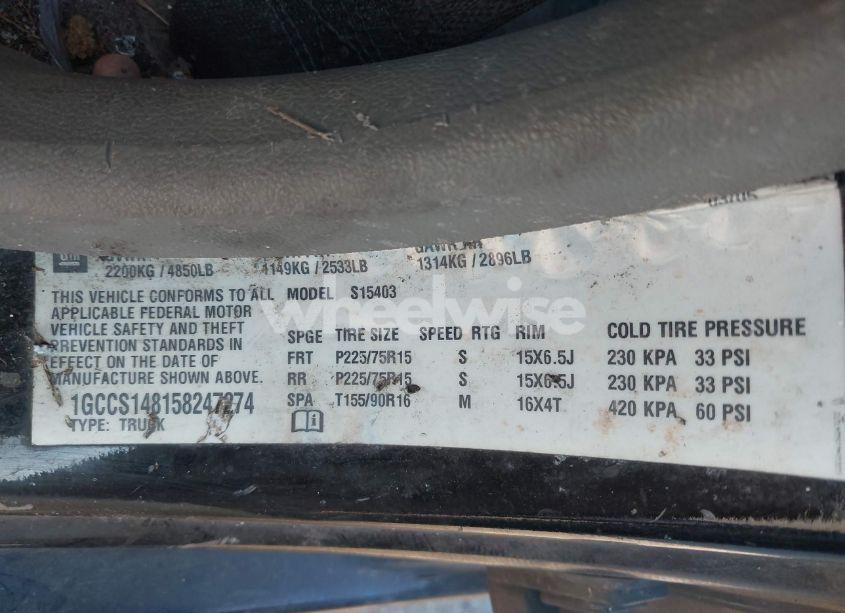 GM
2200KG / 4850LB 1149KG / 2533LB 1314KG / 2896LB
THIS VEHICLE CONFORMS TO ALL
APPLICABLE FEDERAL MOTOR
VEHICLE SAFETY AND THEFT
PREVENTION STANDARDS IN
EFFECT ON THE DATE OF
MANUFACTURE SHOWN ABOVE.
1GCCS148158247274
TYPE: TRUCK
MODEL S15403
SPGE TIRE SIZE SPEED RTG RIM COLD TIRE PRESSURE
FRT P225/75R15 S 15X6.5J 230 KPA 33 PSI
RR P225/75R15 S 15X6.5J 230 KPA 33 PSI
SPA T155/90R16 M 16X4T 420 KPA 60 PSI
wheelwise